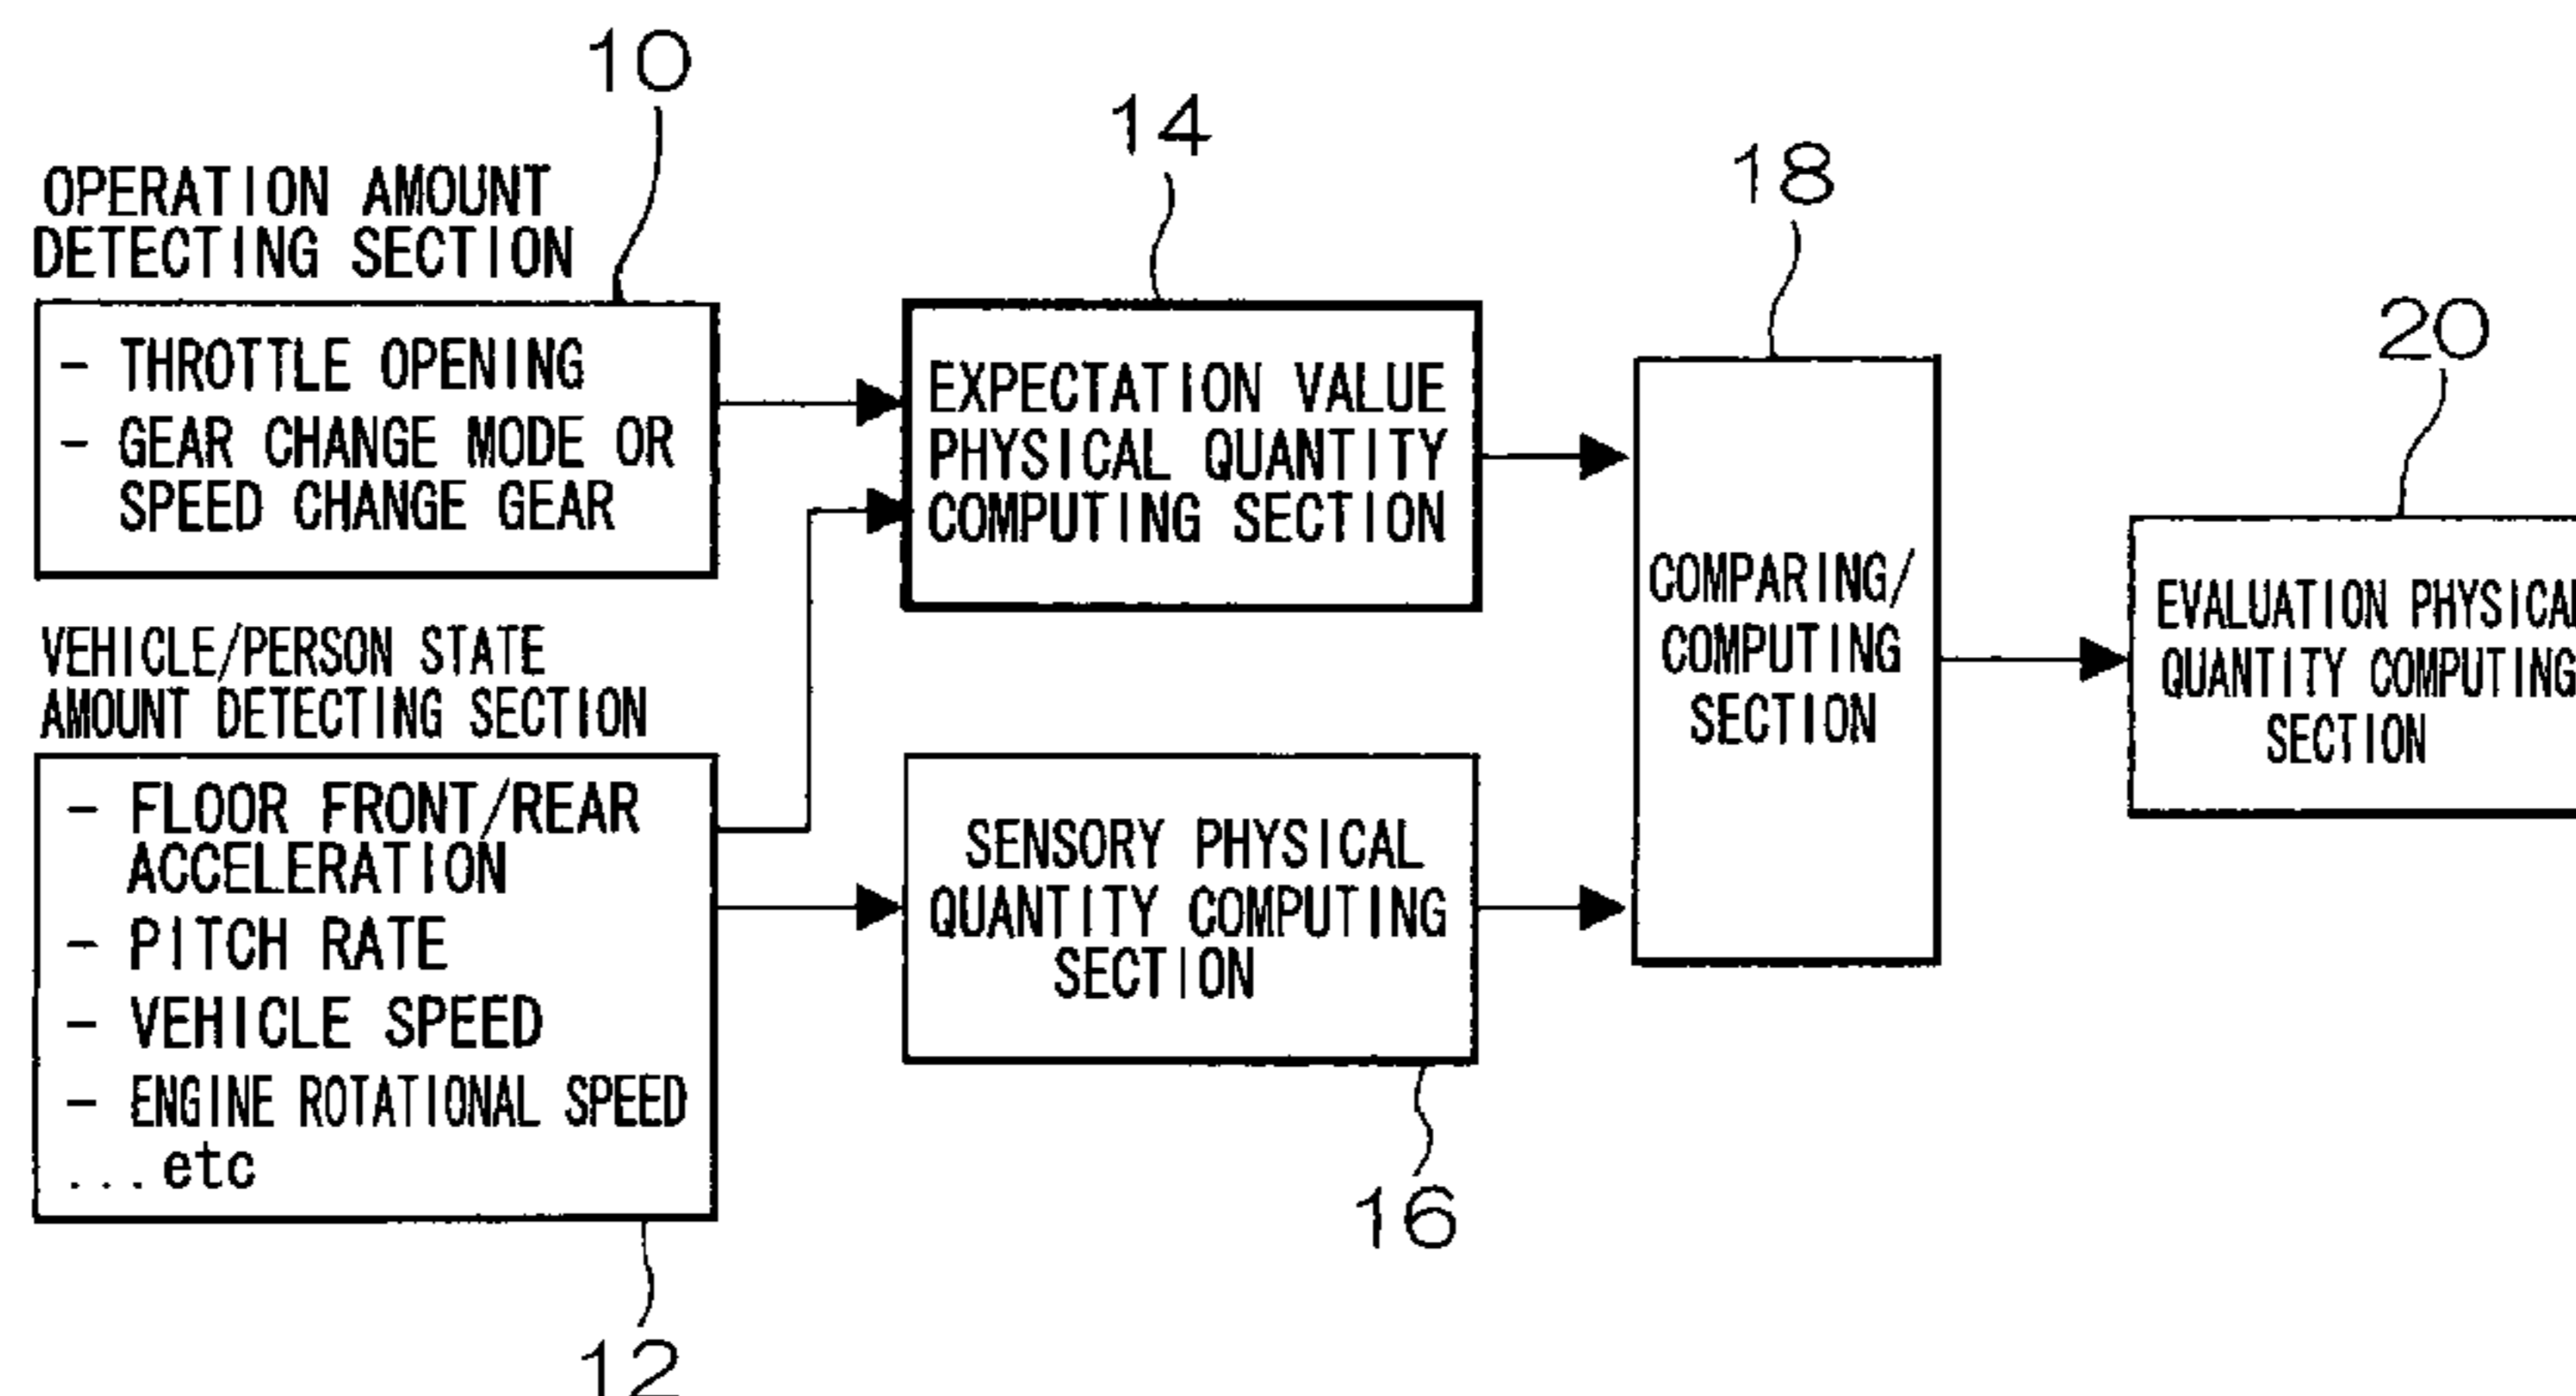 10
OPERATION AMOUNT
DETECTING SECTION
- THROTTLE OPENING
- GEAR CHANGE MODE OR
SPEED CHANGE GEAR
VEHICLE/PERSON STATE
AMOUNT DETECTING SECTION
- FLOOR FRONT/REAR
ACCELERATION
- PITCH RATE
- VEHICLE SPEED
- ENGINE ROTATIONAL SPEED
...etc
12
14
EXPECTATION VALUE
PHYSICAL QUANTITY
COMPUTING SECTION
SENSORY PHYSICAL
QUANTITY COMPUTING
SECTION
16
18
COMPARING/
COMPUTING
SECTION
20
EVALUATION PHYSICAL
QUANTITY COMPUTING
SECTION